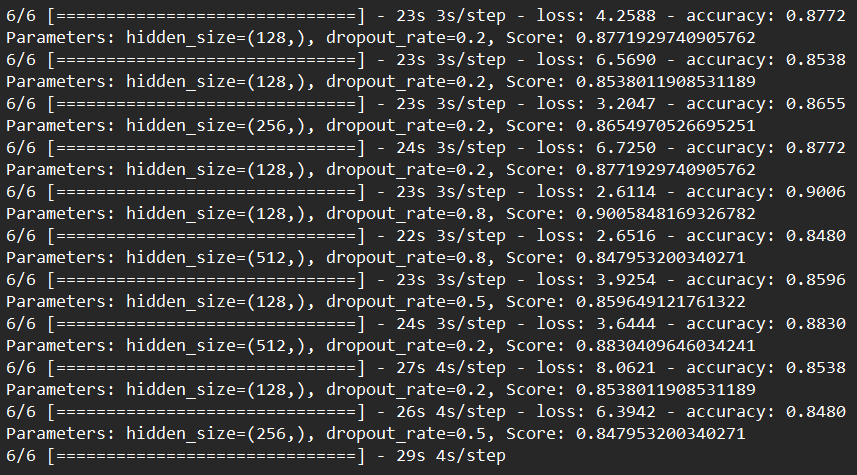 6/6 [==============================] - 23s 3s/step - loss: 4.2588 - accuracy: 0.8772
Parameters: hidden_size=(128,), dropout_rate=0.2, Score: 0.8771929740905762
6/6 [==============================] - 23s 3s/step - loss: 6.5690 - accuracy: 0.8538
Parameters: hidden_size=(128,), dropout_rate=0.2, Score: 0.8538011908531189
6/6 [==============================] - 23s 3s/step - loss: 3.2047 - accuracy: 0.8655
Parameters: hidden_size=(256,), dropout_rate=0.2, Score: 0.8654970526695251
6/6 [==============================] - 24s 3s/step - loss: 6.7250 - accuracy: 0.8772
Parameters: hidden_size=(128,), dropout_rate=0.2, Score: 0.8771929740905762
6/6 [==============================] - 23s 3s/step - loss: 2.6114 - accuracy: 0.9006
Parameters: hidden_size=(128,), dropout_rate=0.8, Score: 0.9005848169326782
6/6 [==============================] - 22s 3s/step - loss: 2.6516 - accuracy: 0.8480
Parameters: hidden_size=(512,), dropout_rate=0.8, Score: 0.847953200340271
6/6 [==============================] - 23s 3s/step - loss: 3.9254 - accuracy: 0.8596
Parameters: hidden_size=(128,), dropout_rate=0.5, Score: 0.859649121761322
6/6 [==============================] - 24s 3s/step - loss: 3.6444 - accuracy: 0.8830
Parameters: hidden_size=(512,), dropout_rate=0.2, Score: 0.8830409646034241
6/6 [==============================] - 27s 4s/step - loss: 8.0621 - accuracy: 0.8538
Parameters: hidden_size=(128,), dropout_rate=0.2, Score: 0.8538011908531189
6/6 [==============================] - 26s 4s/step - loss: 6.3942 - accuracy: 0.8480
Parameters: hidden_size=(256,), dropout_rate=0.5, Score: 0.847953200340271
6/6 [==============================] - 29s 4s/step